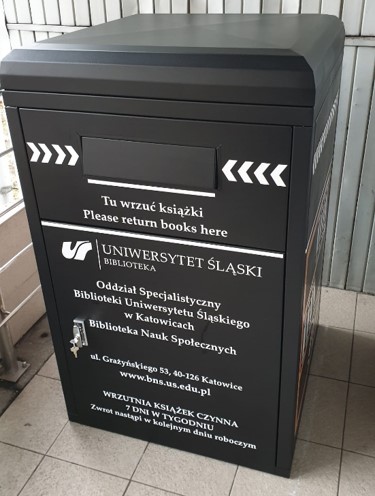 Tu wrzuć książki
Please return books here
UNIWERSYTET ŚLĄSKI
BIBLIOTEKA
Oddział Specjalistyczny
Biblioteki Uniwersytetu Śląskiego
w Katowicach
Biblioteka Nauk Społecznych
ul. Grażyńskiego 53, 40-126 Katowice
www.bns.us.edu.pl
WRZUTNIA KSIĄŻEK CZYNNA
7 DNI W TYGODNIU
Zwrot nastąpi w kolejnym dniu roboczym